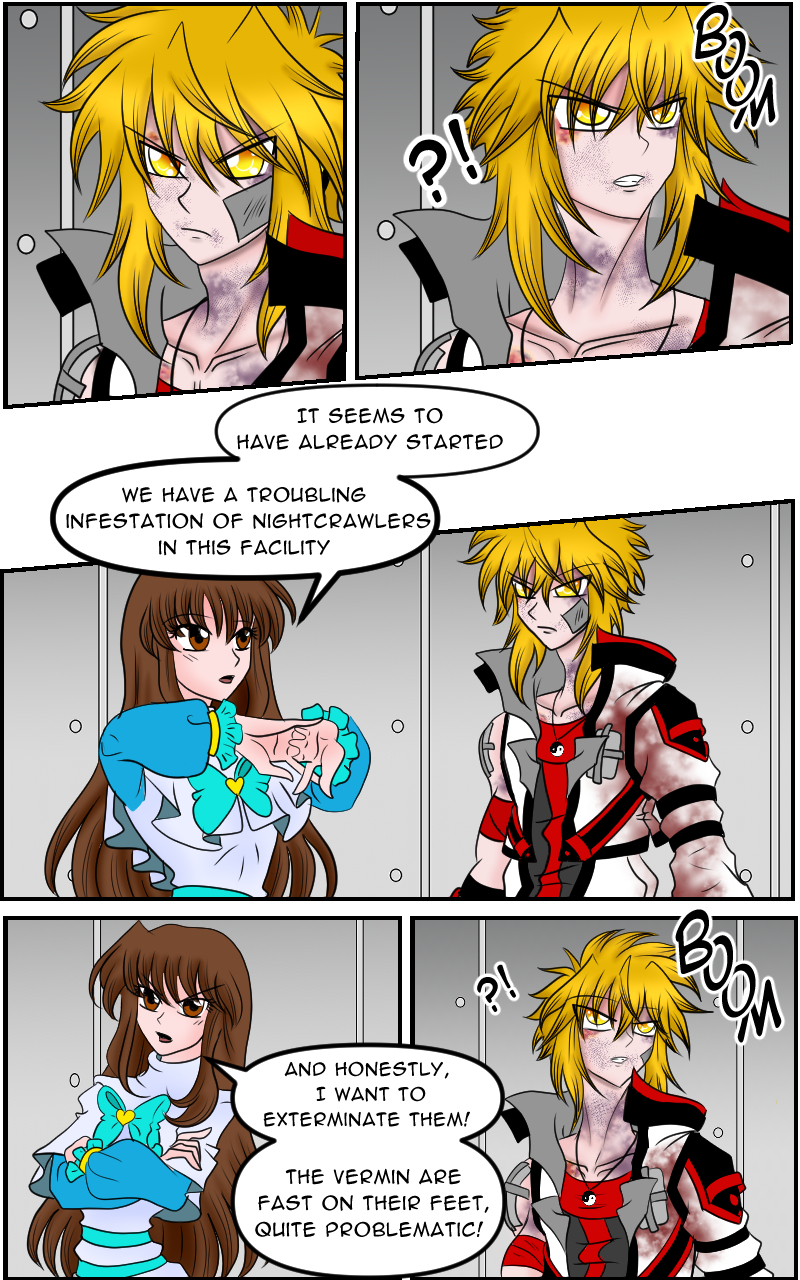 BOOM
?!
IT SEEMS TO
HAVE ALREADY STARTED
WE HAVE A TROUBLING
INFESTATION OF NIGHTCRAWLERS
IN THIS FACILITY
AND HONESTLY,
I WANT TO
EXTERMINATE THEM!
THE VERMIN ARE
FAST ON THEIR FEET,
QUITE PROBLEMATIC!
?!
BOOM